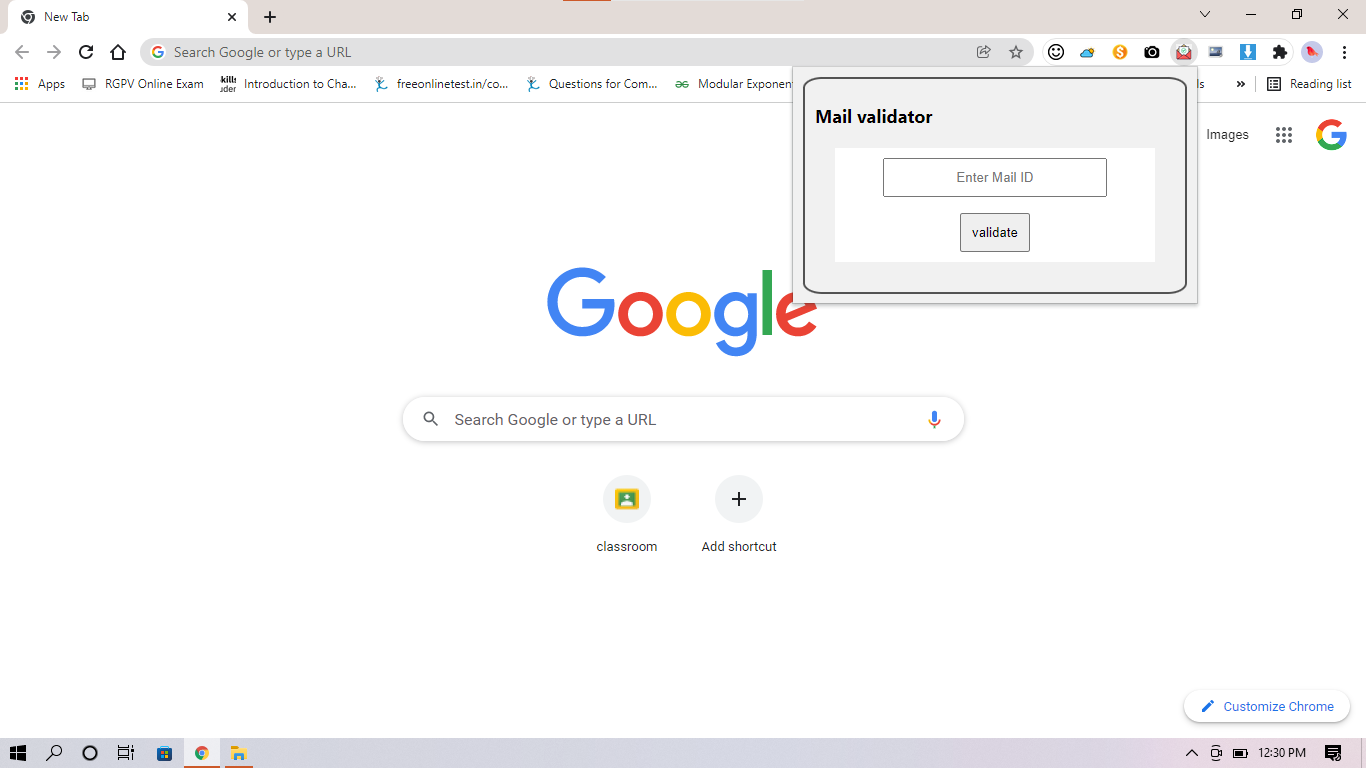 New Tab
Search Google or type a URL
Apps
RGPV Online Exam
Introduction to Cha...
freeonlinetest.in/co...
Questions for Com...
Modular Exponen
ls
»
Reading list
Mail validator
Enter Mail ID
validate
Images
Google
Search Google or type a URL
classroom
Add shortcut
Customize Chrome
12:30 PM